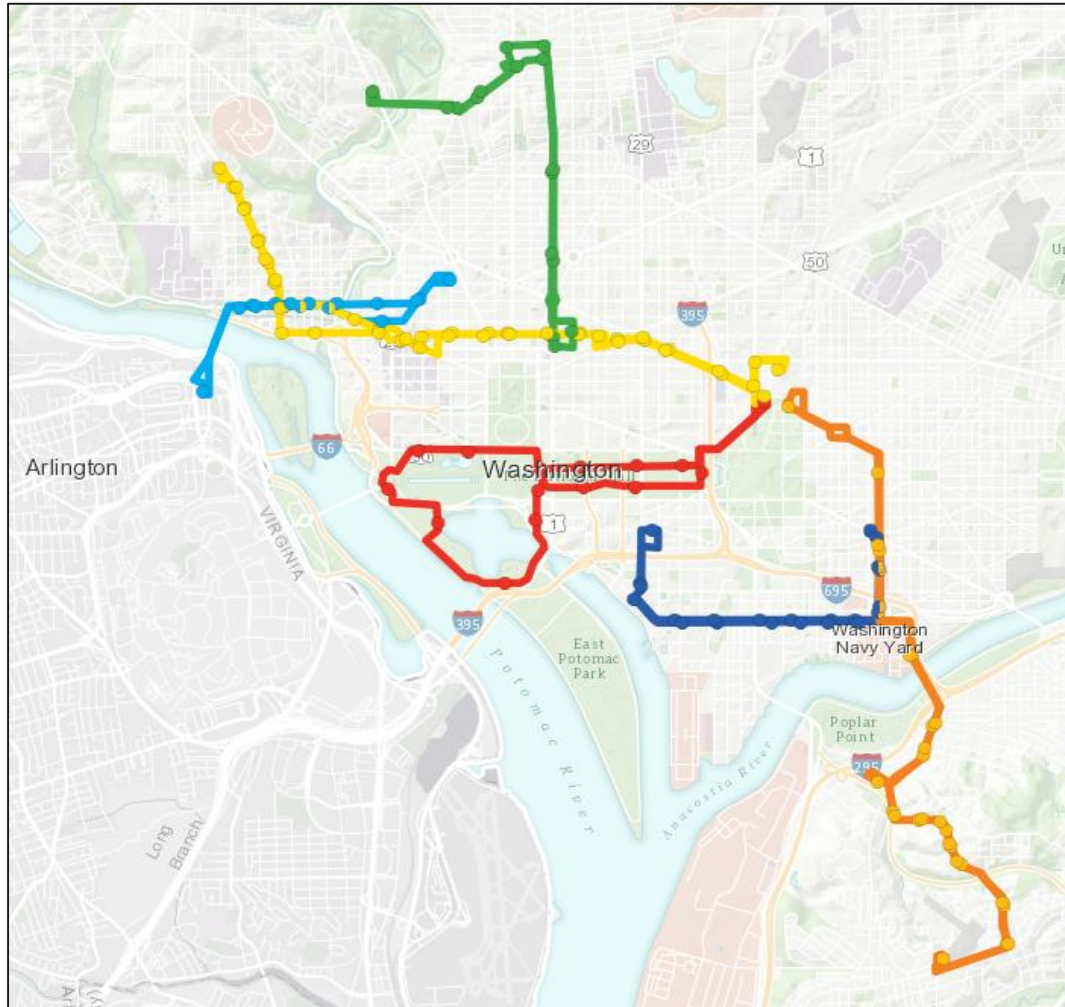 29
1
50
395
66
Arlington
Washington
1
VIRGINIA
395
695
Washington
Navy Yard
East
Potomac
Park
Poplar
Point
295
Potomac River
Anacostia River
Long
Branch